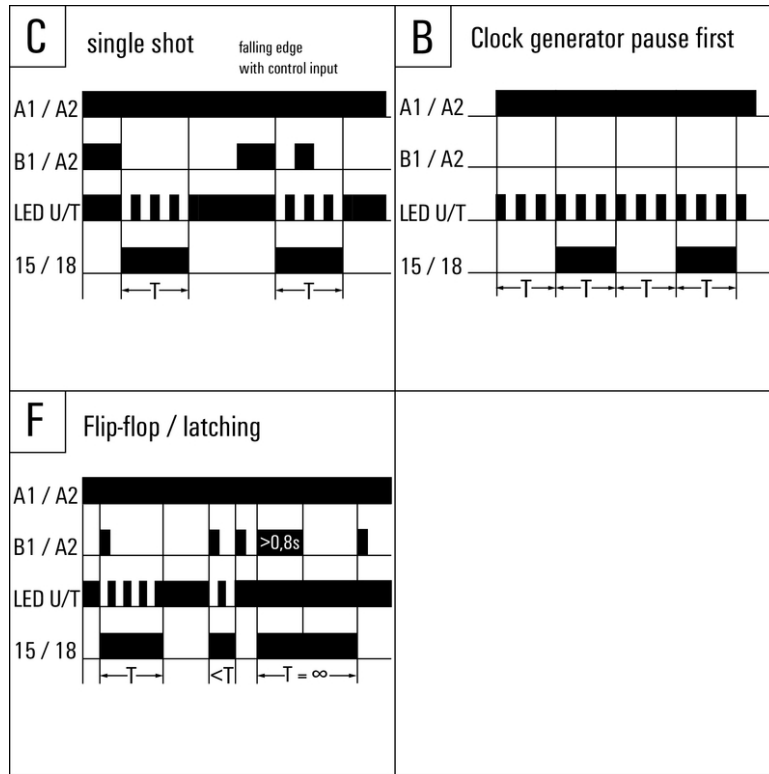 C
single shot
falling edge
with control input
A1 / A2
B1 / A2
LED U/T
15 / 18
T
T
B
Clock generator pause first
A1 / A2
B1 / A2
LED U/T
15 / 18
T
T
T
T
F
Flip-flop / latching
A1 / A2
B1 / A2
>0,8s
LED U/T
15 / 18
T
<T
T = ∞